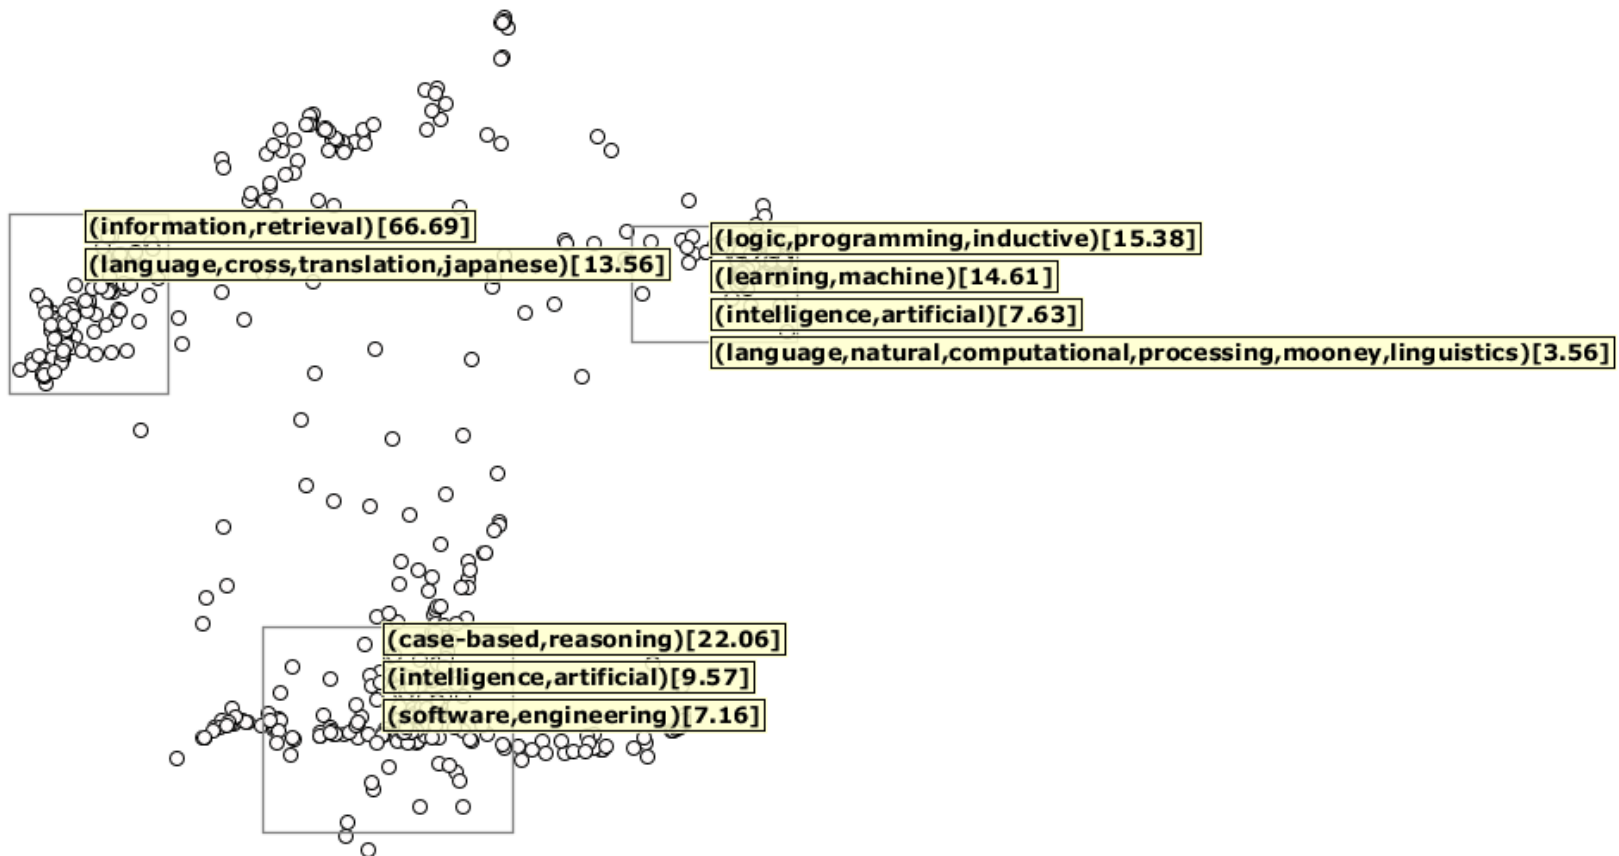 (information,retrieval)[66.69]
(language,cross,translation,japanese)[13.56]
(logic,programming,inductive)[15.38]
(learning,machine)[14.61]
(intelligence,artificial)[7.63]
(language,natural,computational,processing,mooney,linguistics)[3.56]
(case-based,reasoning)[22.06]
(intelligence,artificial)[9.57]
(software,engineering)[7.16]